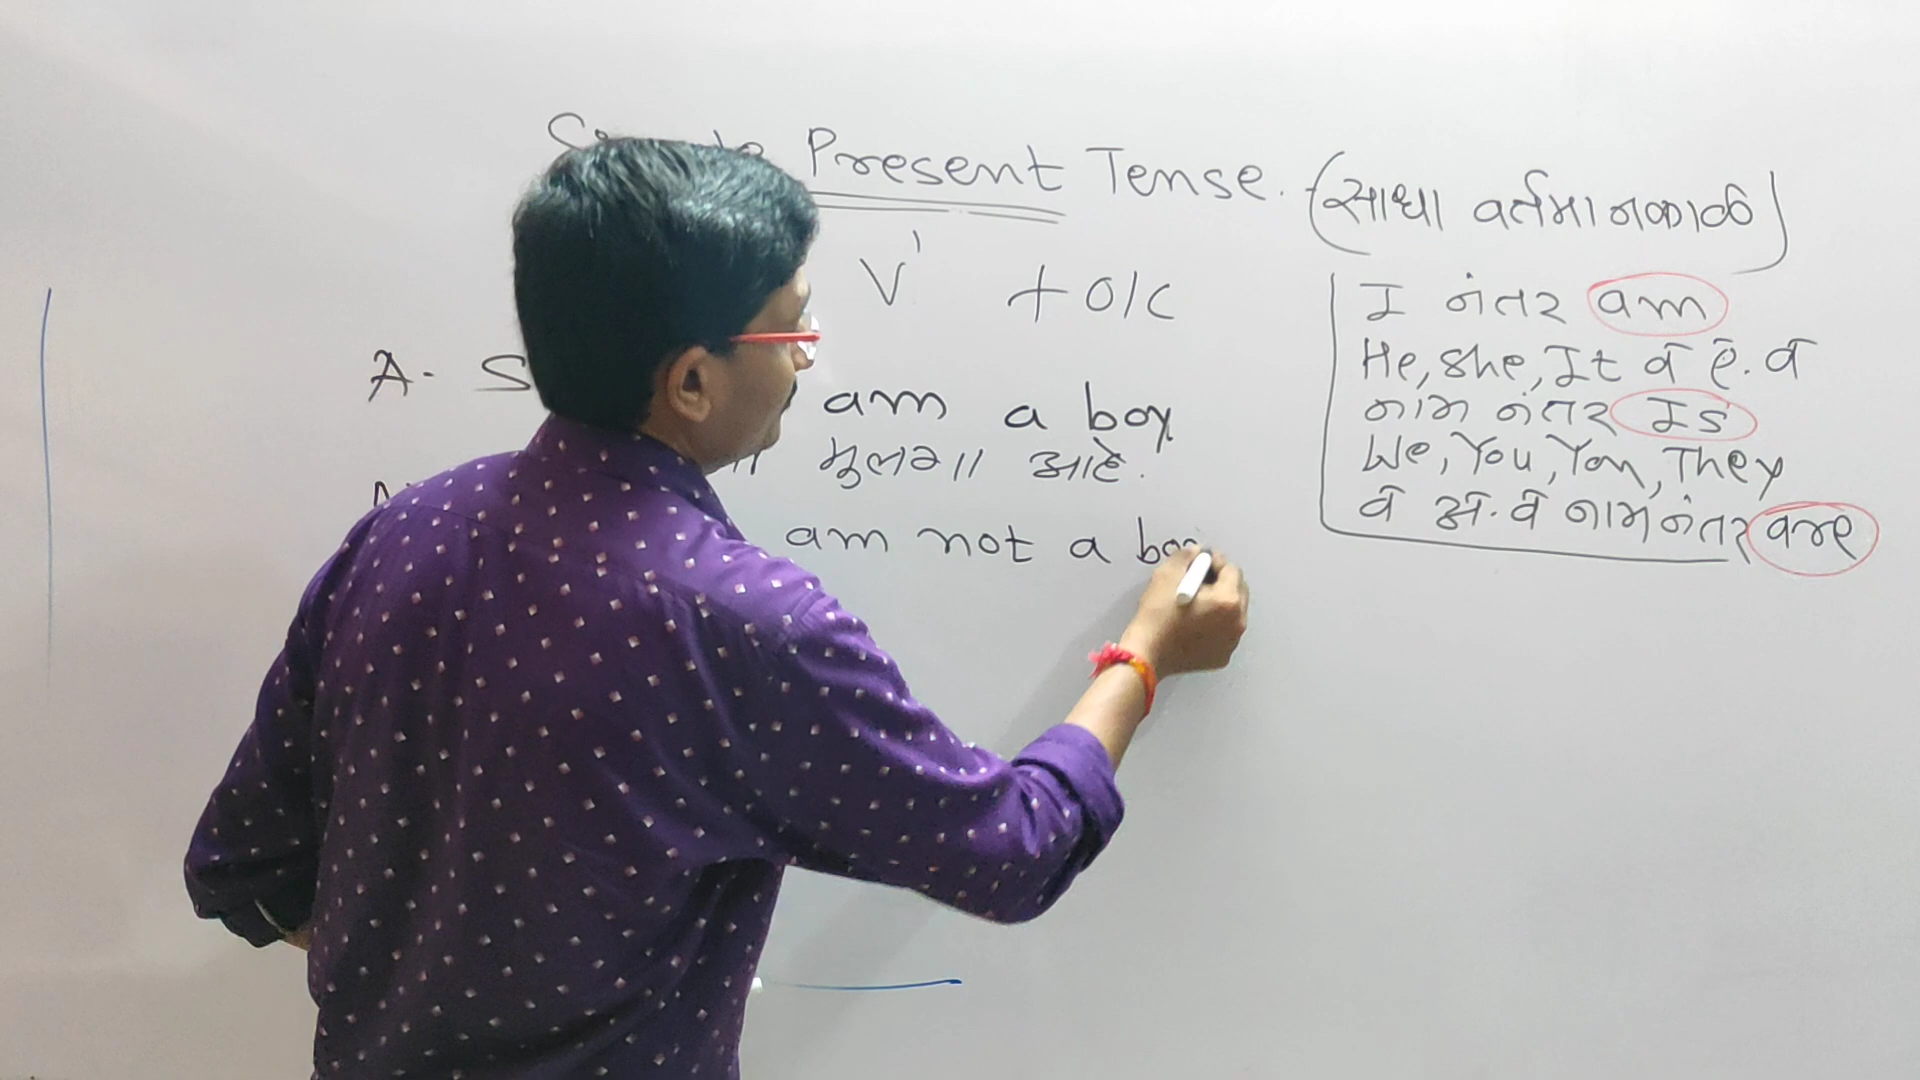 Present Tense. (साधा वर्तमानकाळ)
V' + O/C
I नंतर am
He, She, It व ए. व
नाम नंतर Is
We, You, You, They
व अ. व नाम नंतर are
A. S
am a boy
मुलगा आहे.
am not a boy